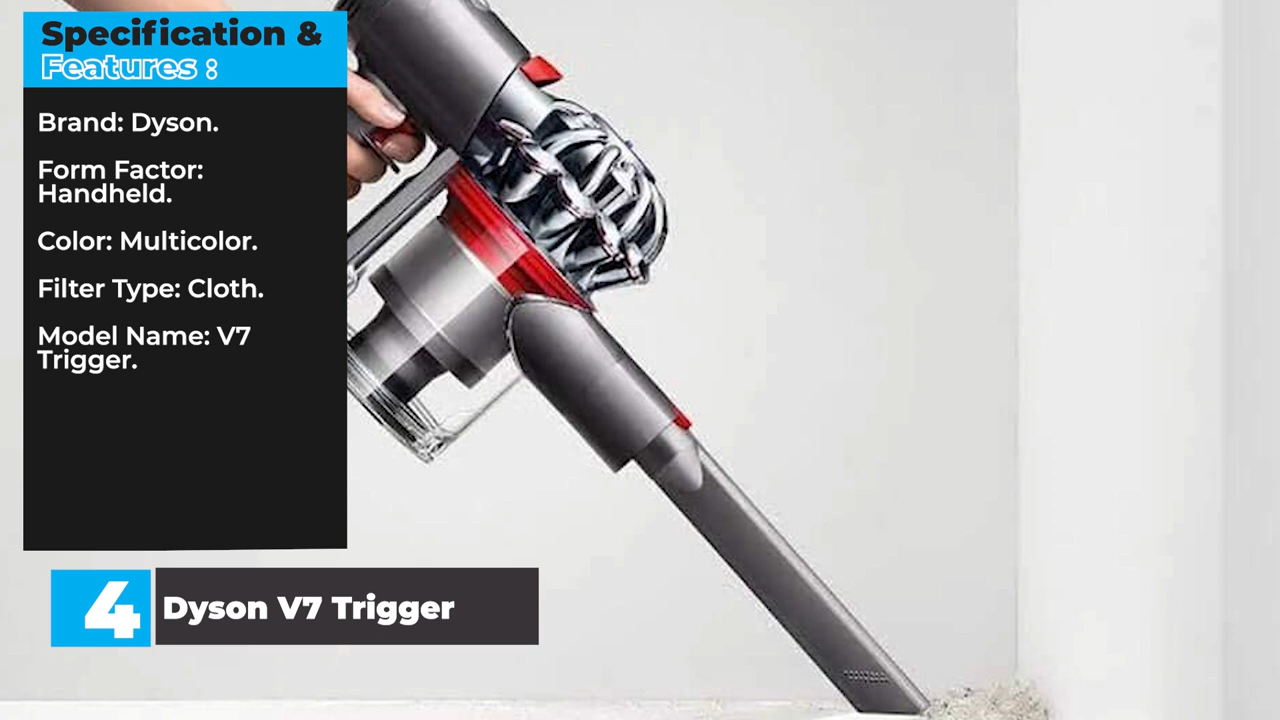 Specification &
Features :
Brand: Dyson.
Form Factor:
Handheld.
Color: Multicolor.
Filter Type: Cloth.
Model Name: V7
Trigger.
4
Dyson V7 Trigger